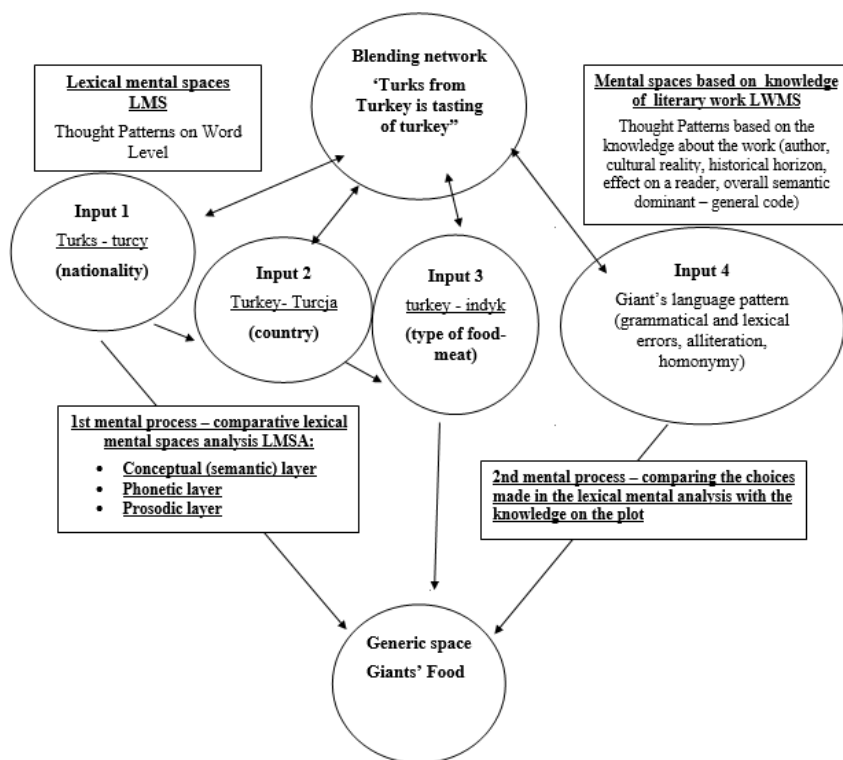 Blending network
‘Turks from
Turkey is tasting
of turkey”
Lexical mental spaces
LMS
Thought Patterns on Word
Level
Mental spaces based on knowledge
of literary work LWMS
Thought Patterns based on the
knowledge about the work (author,
cultural reality, historical horizon,
effect on a reader, overall semantic
dominant – general code)
Input 1
Turks - turcy
(nationality)
Input 2
Turkey- Turcja
(country)
Input 3
turkey - indyk
(type of food-
meat)
Input 4
Giant’s language pattern
(grammatical and lexical
errors, alliteration,
homonymy)
1st mental process – comparative lexical
mental spaces analysis LMSA:
• Conceptual (semantic) layer
• Phonetic layer
• Prosodic layer
2nd mental process – comparing the choices
made in the lexical mental analysis with the
knowledge on the plot
Generic space
Giants’ Food